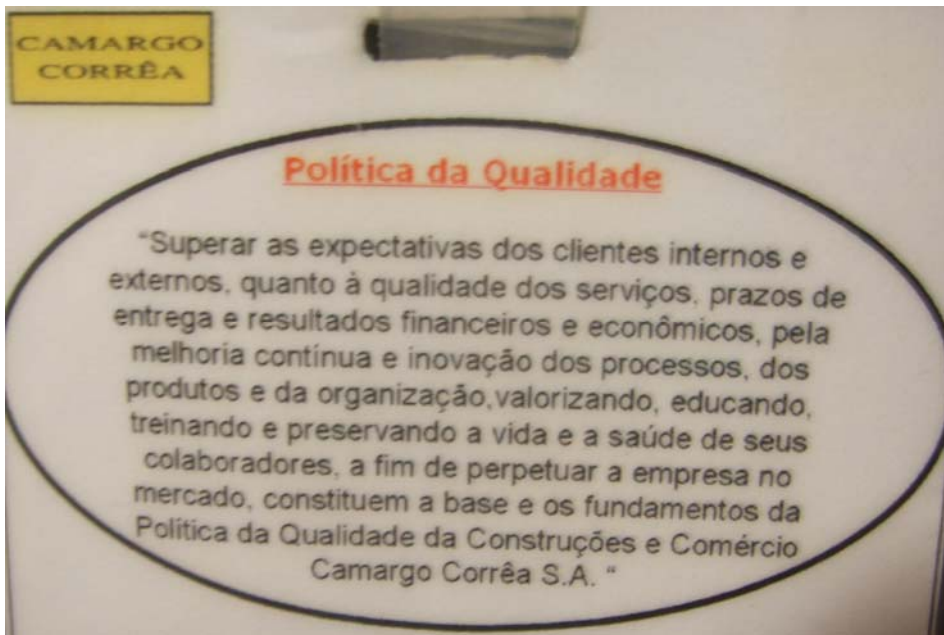 CAMARGO
CORRÊA
Política da Qualidade
“Superar as expectativas dos clientes internos e
externos, quanto à qualidade dos serviços, prazos de
entrega e resultados financeiros e econômicos, pela
melhoria contínua e inovação dos processos, dos
produtos e da organização,valorizando, educando,
treinando e preservando a vida e a saúde de seus
colaboradores, a fim de perpetuar a empresa no
mercado, constituem a base e os fundamentos da
Política da Qualidade da Construções e Comércio
Camargo Corrêa S.A. “